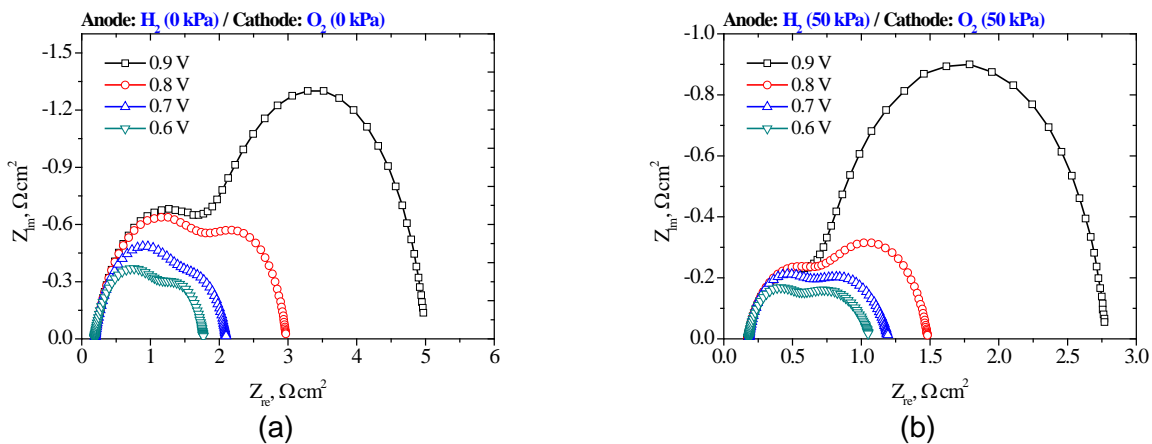 Anode: H₂ (0 kPa) / Cathode: O₂ (0 kPa)
-1.5
-1.2
-0.9
-0.6
-0.3
0.0
Z_Im, Ωcm²
0.9 V
0.8 V
0.7 V
0.6 V
0 1 2 3 4 5 6
Z_re, Ωcm²
(a)
Anode: H₂ (50 kPa) / Cathode: O₂ (50 kPa)
-1.0
-0.8
-0.6
-0.4
-0.2
0.0
Z_Im, Ωcm²
0.9 V
0.8 V
0.7 V
0.6 V
0.0 0.5 1.0 1.5 2.0 2.5 3.0
Z_re, Ωcm²
(b)